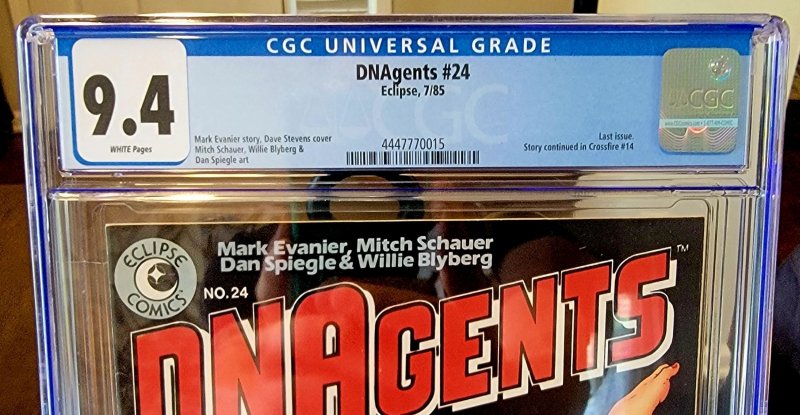 CGC UNIVERSAL GRADE
9.4
WHITE Pages
DNAgents #24
Eclipse, 7/85
Mark Evanier story, Dave Stevens cover
Mitch Schauer, Willie Blyberg &
Dan Spiegle art
4447770015
Last issue.
Story continued in Crossfire #14
CGC
ECLIPSE
COMICS
Mark Evanier, Mitch Schauer
Dan Spiegle & Willie Blyberg
NO. 24
DNAGENTS
TM